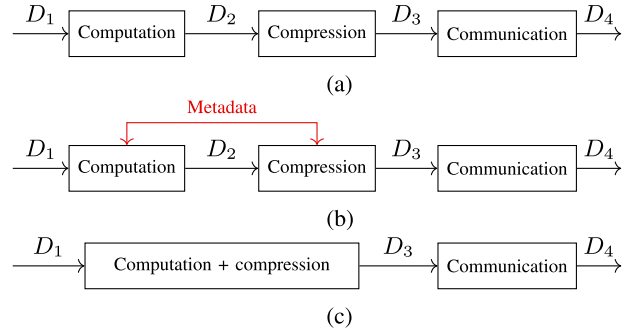 D1 D2 D3 D4
Computation Compression Communication
(a)
Metadata
D1 D2 D3 D4
Computation Compression Communication
(b)
D1 D3 D4
Computation + compression Communication
(c)